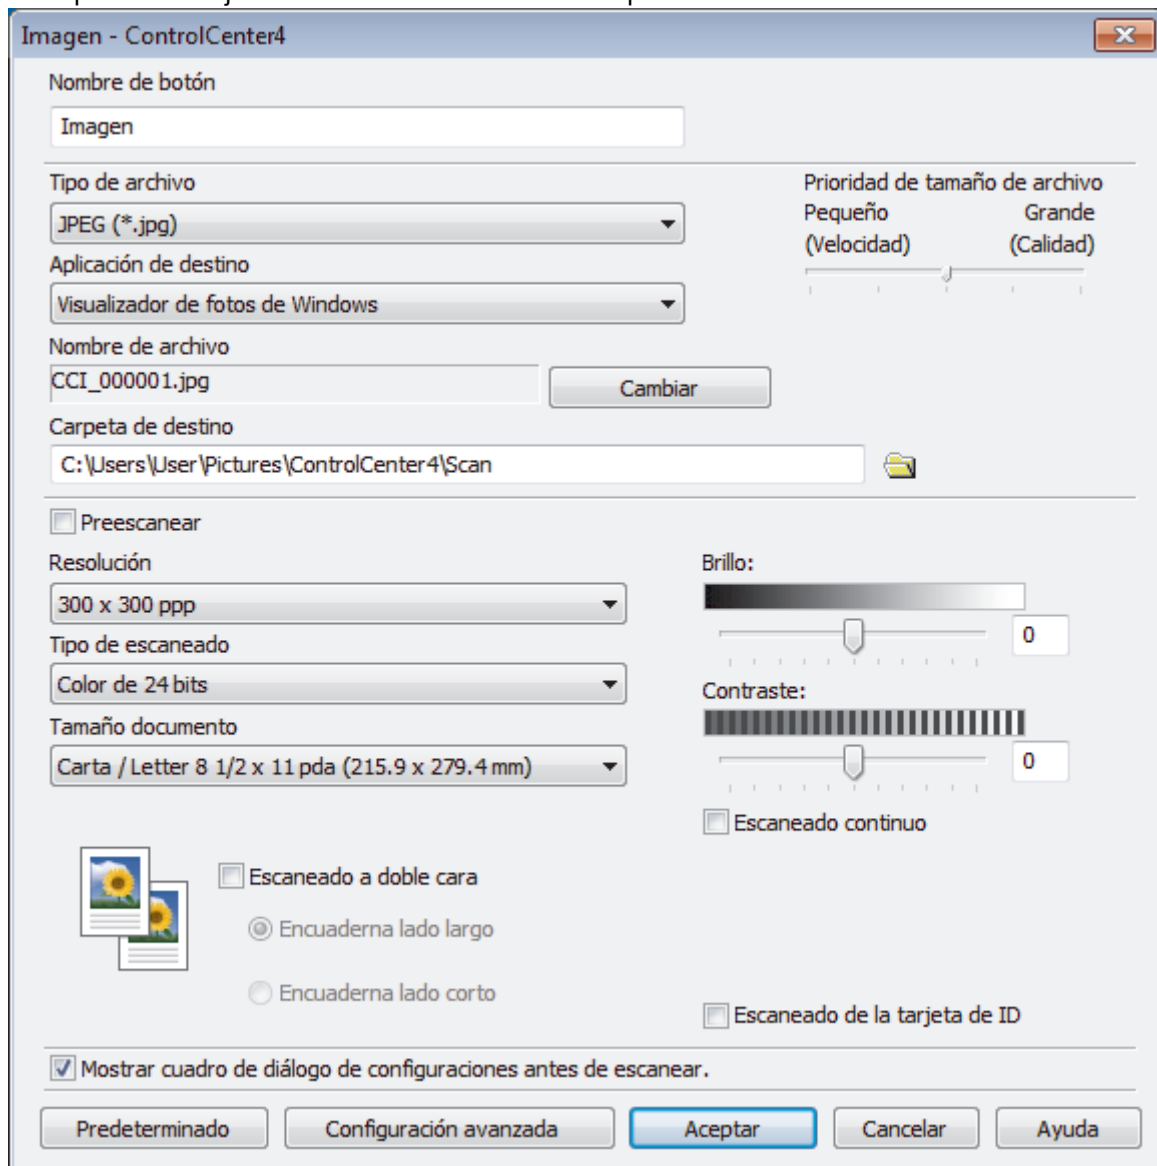 Imagen - ControlCenter4
Nombre de botón
Imagen
Tipo de archivo
JPEG (*.jpg)
Aplicación de destino
Visualizador de fotos de Windows
Nombre de archivo
CCI_000001.jpg
Cambiar
Carpeta de destino
C:\Users\User\Pictures\ControlCenter4\Scan
Prioridad de tamaño de archivo
Pequeño Grande
(Velocidad) (Calidad)
Preescanear
Resolución
300 x 300 ppp
Tipo de escaneado
Color de 24 bits
Tamaño documento
Carta / Letter 8 1/2 x 11 pda (215.9 x 279.4 mm)
Brillo:
0
Contraste:
0
Escaneado continuo
Escaneado a doble cara
Encuaderna lado largo
Encuaderna lado corto
Escaneado de la tarjeta de ID
Mostrar cuadro de diálogo de configuraciones antes de escanear.
Predeterminado Configuración avanzada Aceptar Cancelar Ayuda